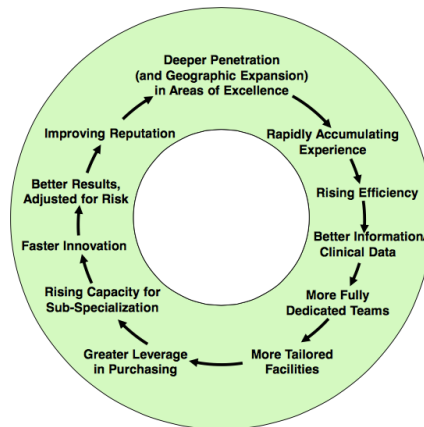 Deeper Penetration
(and Geographic Expansion)
in Areas of Excellence
Rapidly Accumulating
Experience
Rising Efficiency
Better Information/
Clinical Data
More Fully
Dedicated Teams
More Tailored
Facilities
Greater Leverage
in Purchasing
Rising Capacity for
Sub-Specialization
Faster Innovation
Better Results,
Adjusted for Risk
Improving Reputation